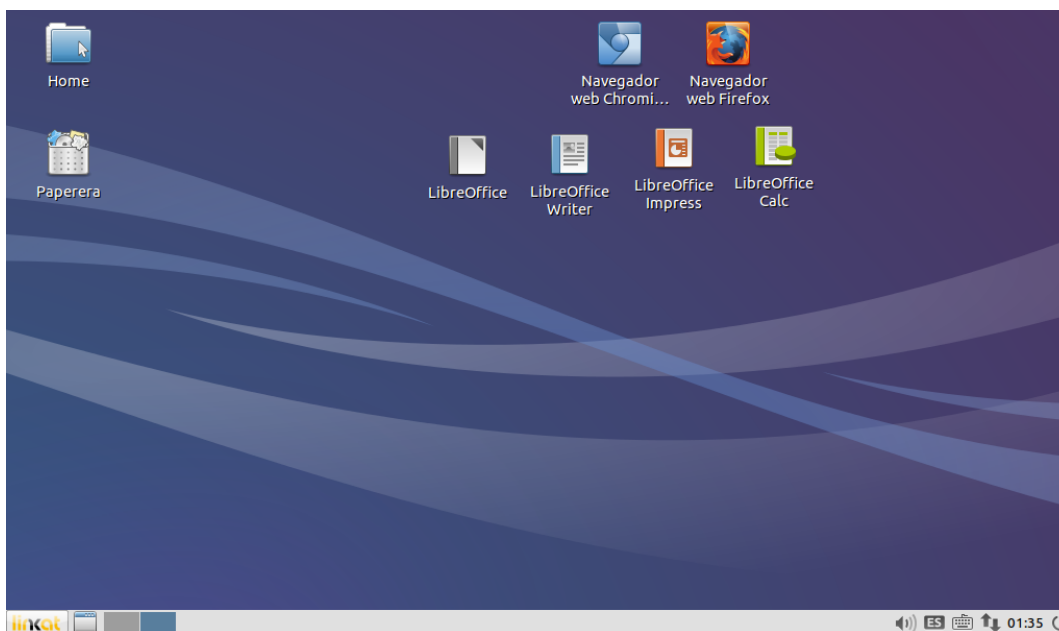 Home
Navegador
web Chromi...
Navegador
web Firefox
Paperera
LibreOffice
LibreOffice
Writer
LibreOffice
Impress
LibreOffice
Calc
linkat
ES
01:35